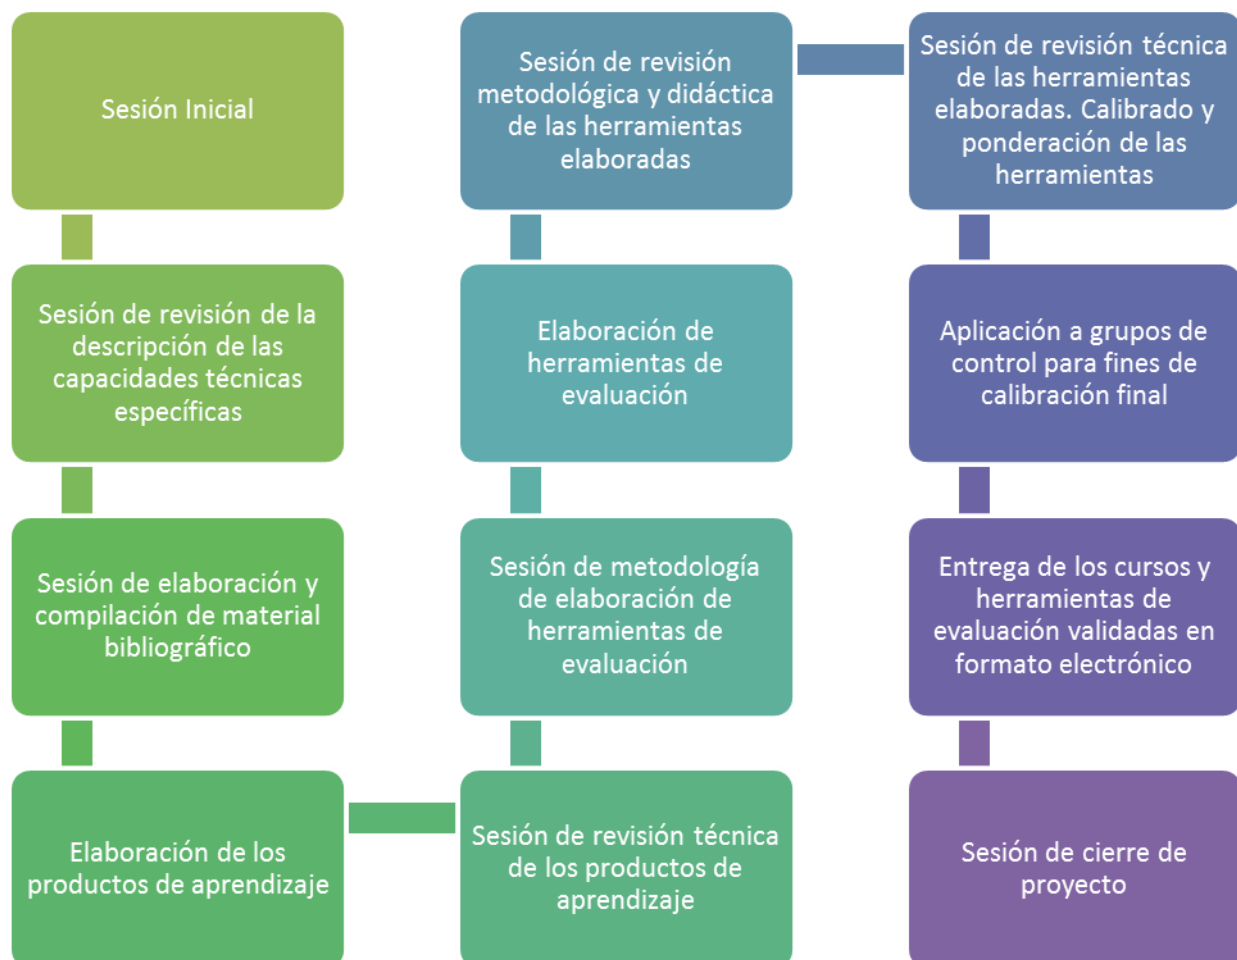 Sesión Inicial
Sesión de revisión de la
descripción de las
capacidades técnicas
específicas
Sesión de elaboración y
compilación de material
bibliográfico
Elaboración de los
productos de aprendizaje
Sesión de revisión técnica
de los productos de
aprendizaje
Sesión de metodología
de elaboración de
herramientas de
evaluación
Elaboración de
herramientas de
evaluación
Sesión de revisión
metodológica y didáctica
de las herramientas
elaboradas
Sesión de revisión técnica
de las herramientas
elaboradas. Calibrado y
ponderación de las
herramientas
Aplicación a grupos de
control para fines de
calibración final
Entrega de los cursos y
herramientas de
evaluación validadas en
formato electrónico
Sesión de cierre de
proyecto